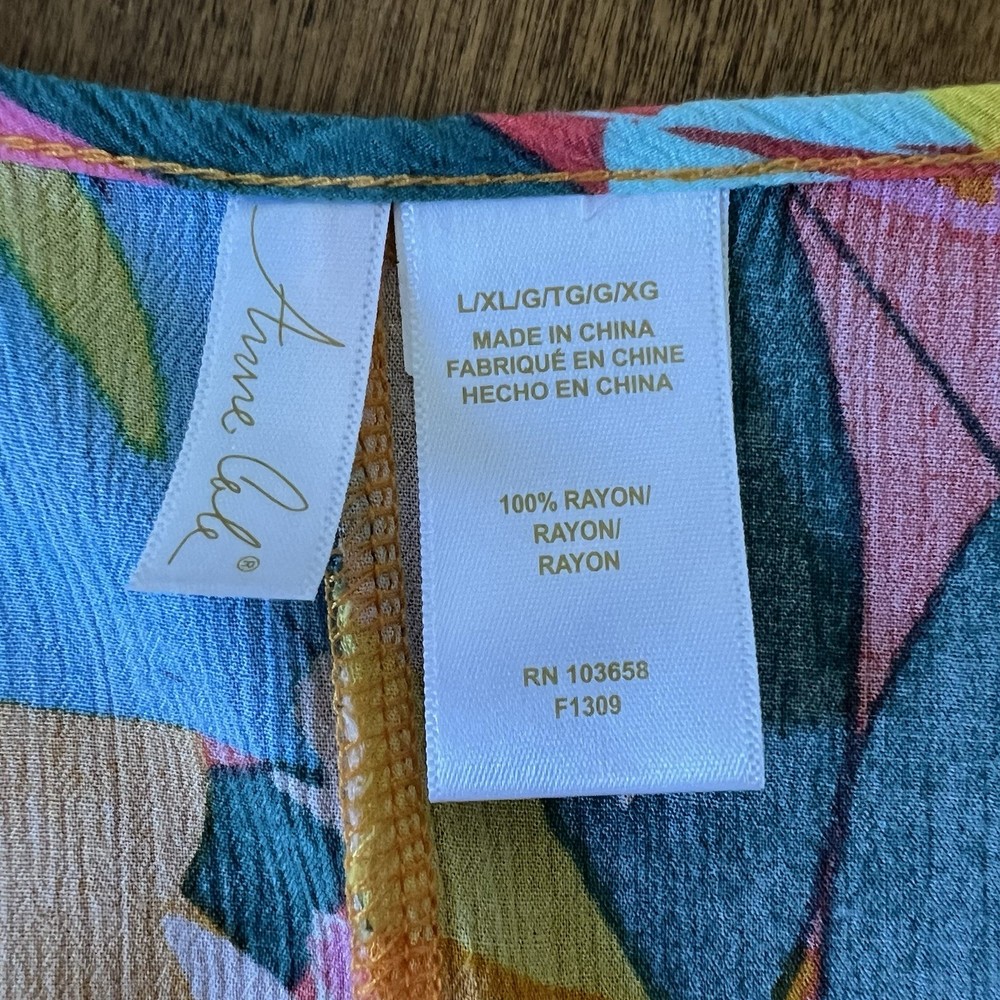 Anne Cole®
L/XL/G/TG/G/XG
MADE IN CHINA
FABRIQUÉ EN CHINE
HECHO EN CHINA
100% RAYON/
RAYON/
RAYON
RN 103658
F1309